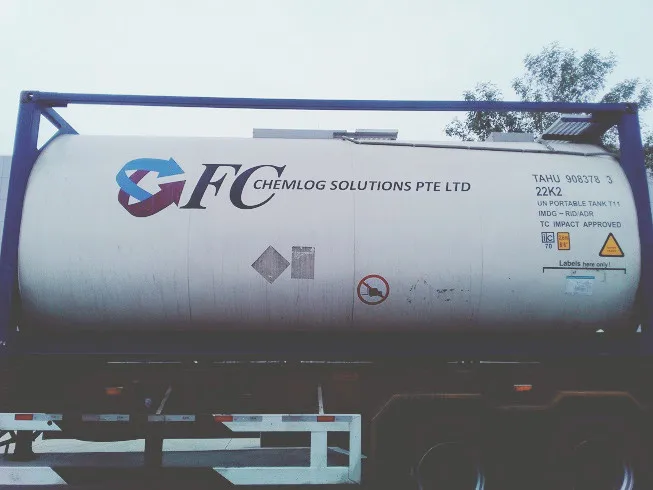 FC CHEMLOG SOLUTIONS PTE LTD
TAHU 908378 3
22K2
UN PORTABLE TANK T11
IMDG ~ RID/ADR
TC IMPACT APPROVED
Labels here only!